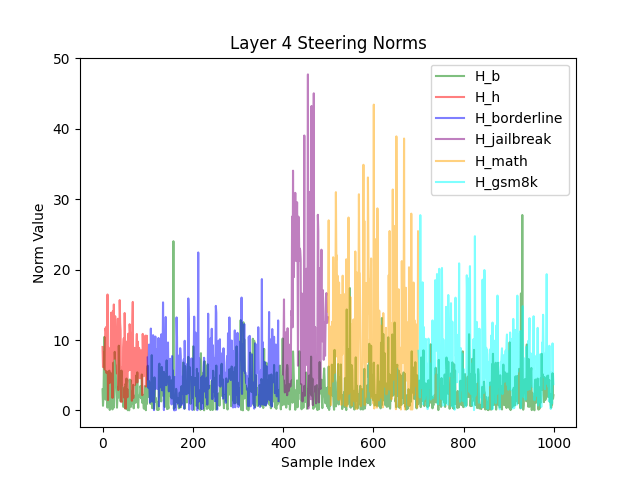 Layer 4 Steering Norms
50
40
30
20
10
0
Norm Value
0
200
400
600
800
1000
Sample Index
H_b
H_h
H_borderline
H_jailbreak
H_math
H_gsm8k